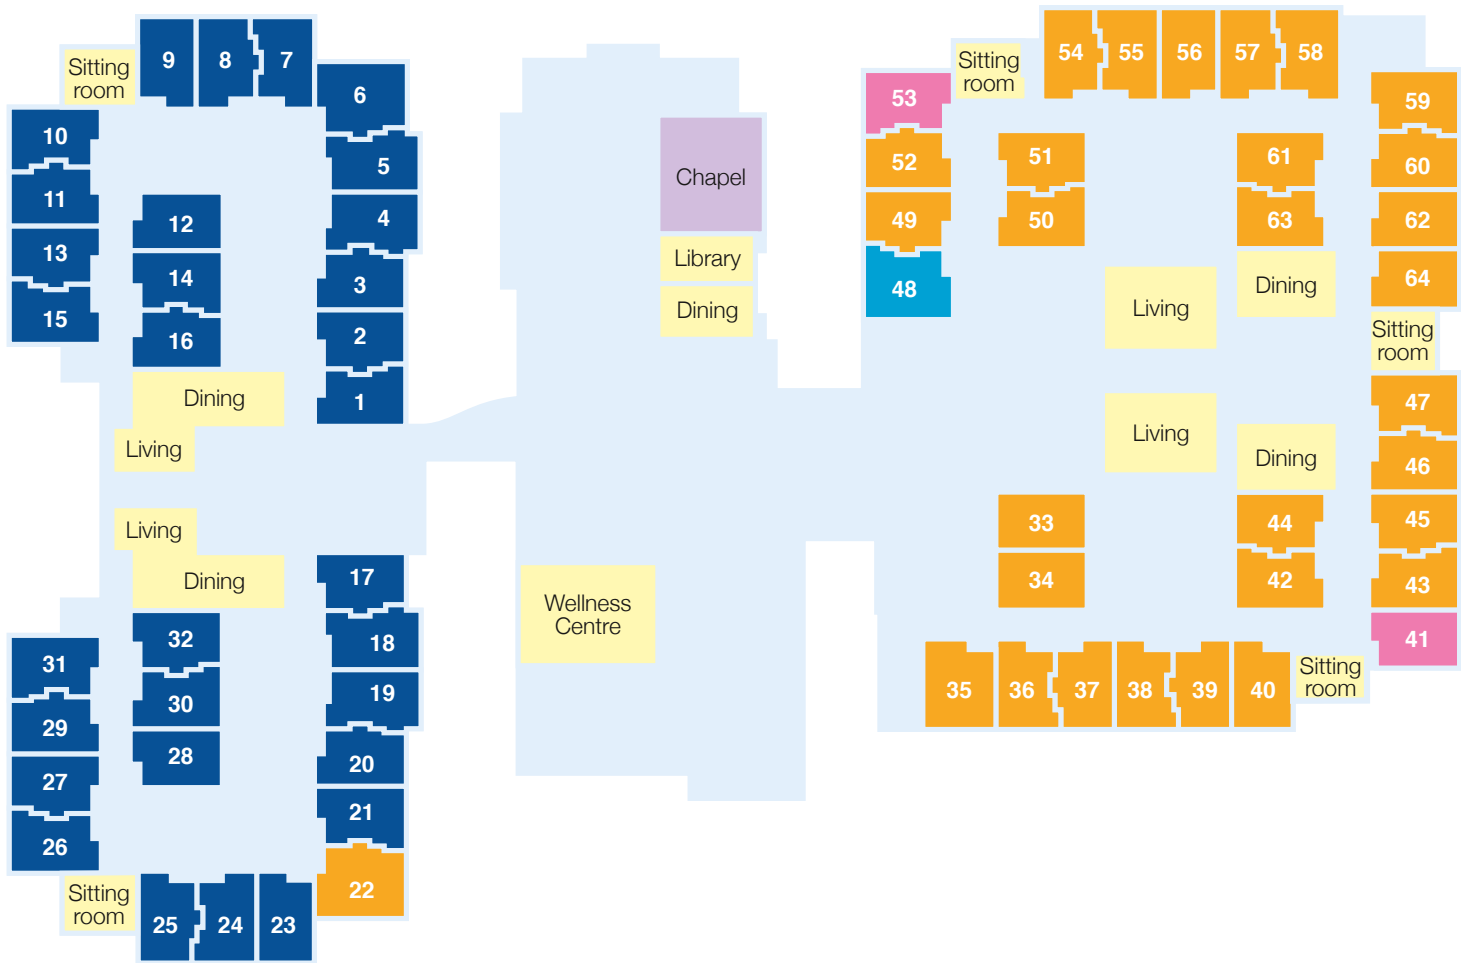 9
8
7
Sitting
room
6
10
5
11
12
4
13
14
3
15
16
2
Dining
1
Living
Living
Dining
17
32
18
31
30
19
29
28
20
27
21
26
22
Sitting
room
25
24
23
Chapel
Library
Dining
Wellness
Centre
54
55
56
57
58
Sitting
room
53
59
52
51
61
60
49
50
63
62
48
Living
Dining
64
Sitting
room
47
Living
Dining
46
33
44
45
34
42
43
41
35
36
37
38
39
40
Sitting
room